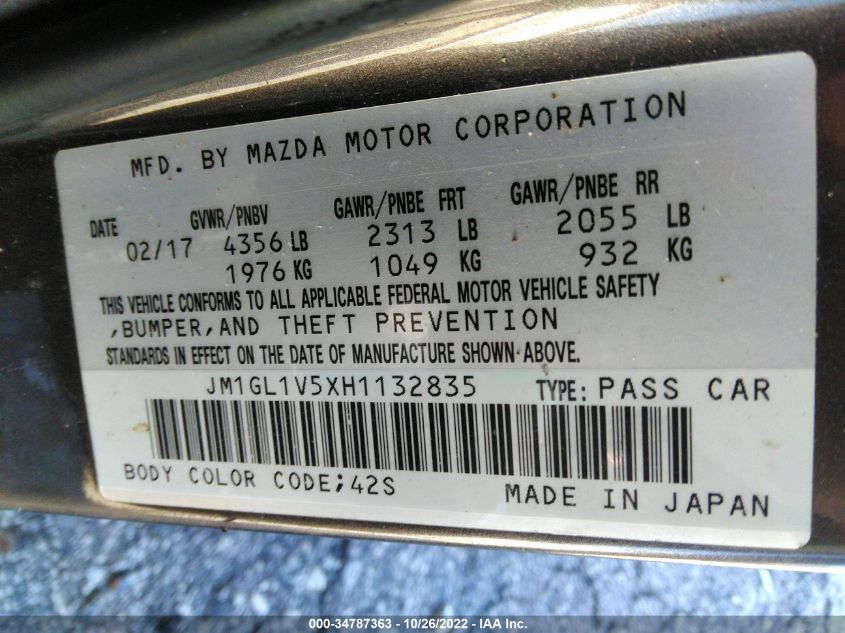 MFD. BY MAZDA MOTOR CORPORATION
DATE GVWR/PNBV GAWR/PNBE FRT GAWR/PNBE RR
02/17 4356 LB 2313 LB 2055 LB
1976 KG 1049 KG 932 KG
THIS VEHICLE CONFORMS TO ALL APPLICABLE FEDERAL MOTOR VEHICLE SAFETY
,BUMPER,AND THEFT PREVENTION
STANDARDS IN EFFECT ON THE DATE OF MANUFACTURE SHOWN ABOVE.
JM1GL1V5XH1132835 TYPE: PASS CAR
BODY COLOR CODE;42S MADE IN JAPAN
000-34787363 - 10/26/2022 - IAA Inc.